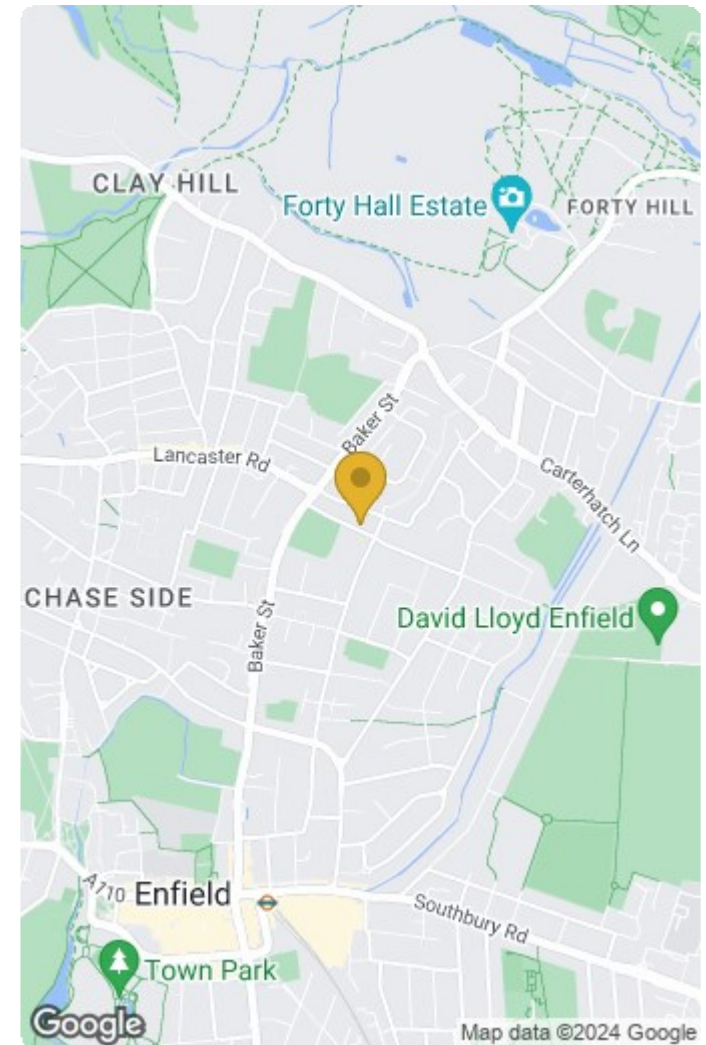 CLAY HILL
Forty Hall Estate
FORTY HILL
Baker St
Lancaster Rd
Carterhatch Ln
CHASE SIDE
David Lloyd Enfield
Baker St
A110
Enfield
Southbury Rd
Town Park
Google
Map data ©2024 Google